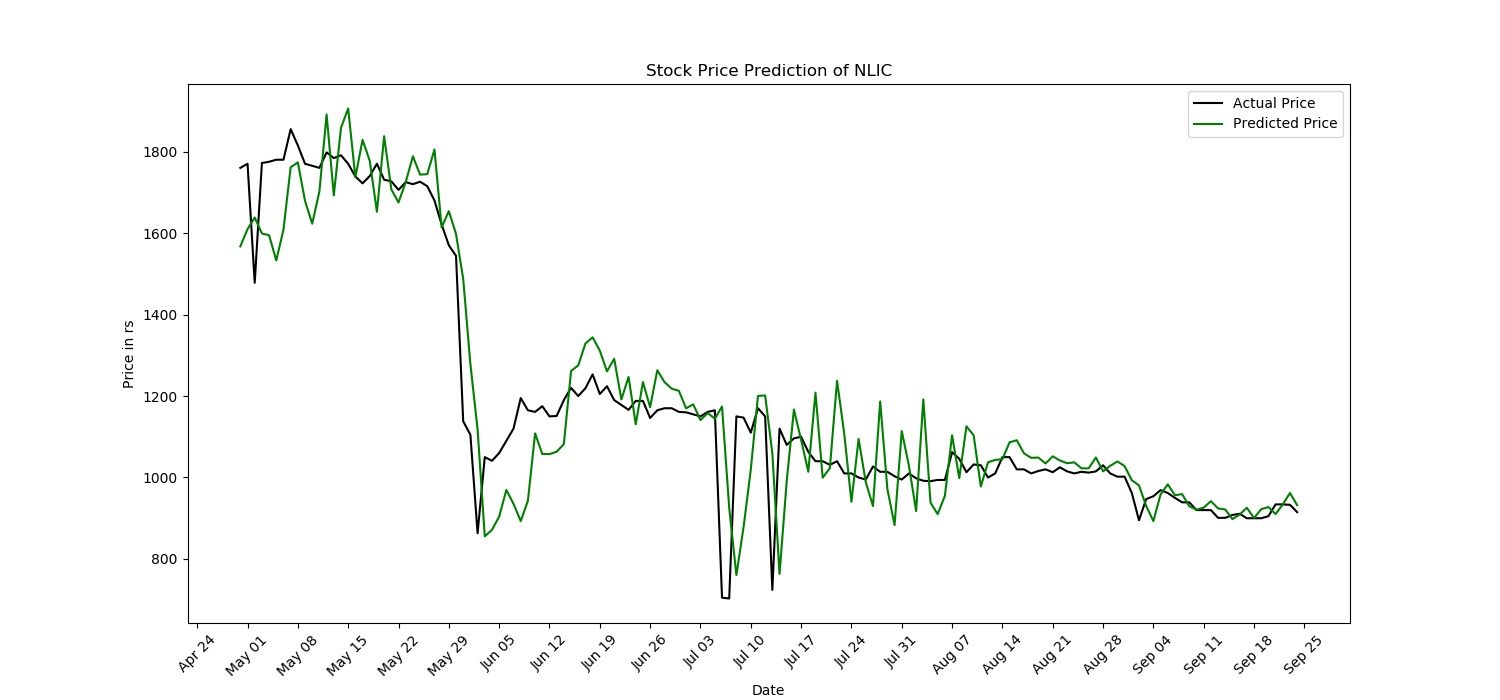 Stock Price Prediction of NLIC
Actual Price
Predicted Price
Price in rs
1800
1600
1400
1200
1000
800
Apr 24
May 01
May 08
May 15
May 22
May 29
Jun 05
Jun 12
Jun 19
Jun 26
Jul 03
Jul 10
Jul 17
Jul 24
Jul 31
Aug 07
Aug 14
Aug 21
Aug 28
Sep 04
Sep 11
Sep 18
Sep 25
Date